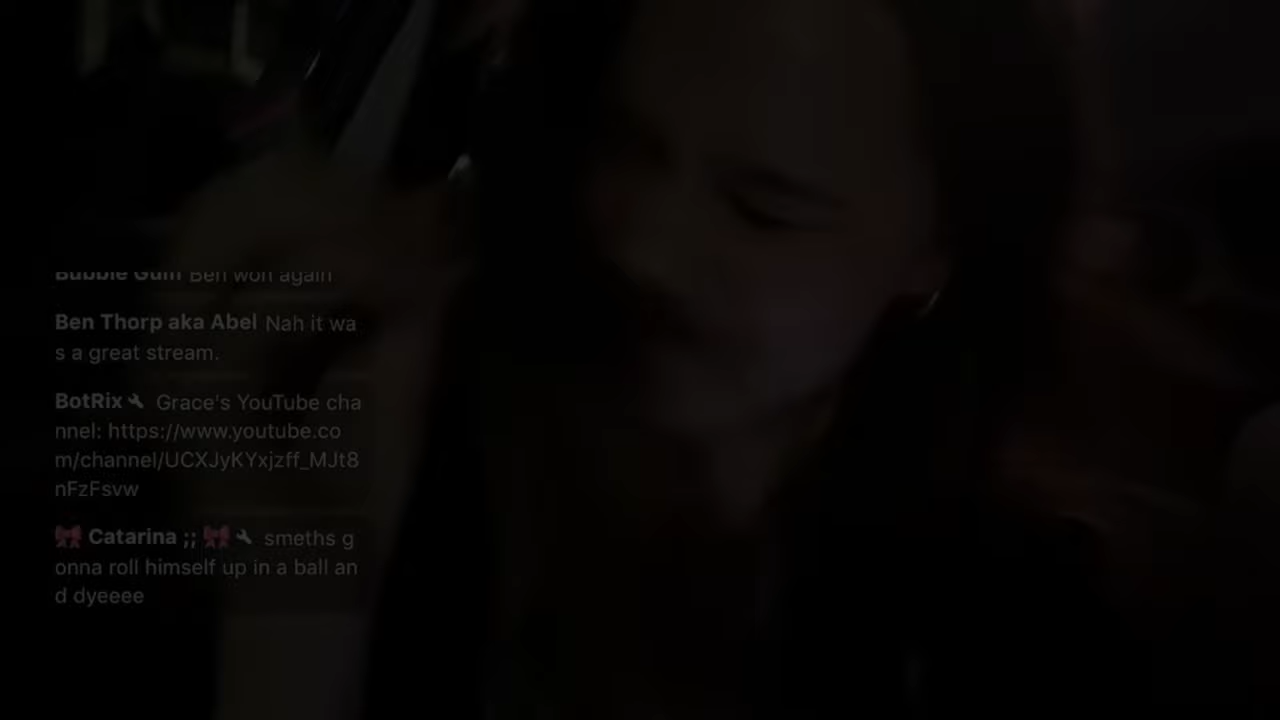 Bubble Gum Ben won again
Ben Thorp aka Abel Nah it wa
s a great stream.
BotRix Grace's YouTube cha
nnel: https://www.youtube.co
m/channel/UCXJyKYxjzff_MJt8
nFzFsvw
🎀 Catarina ;; 🎀 smeths g
onna roll himself up in a ball an
d dyeeee